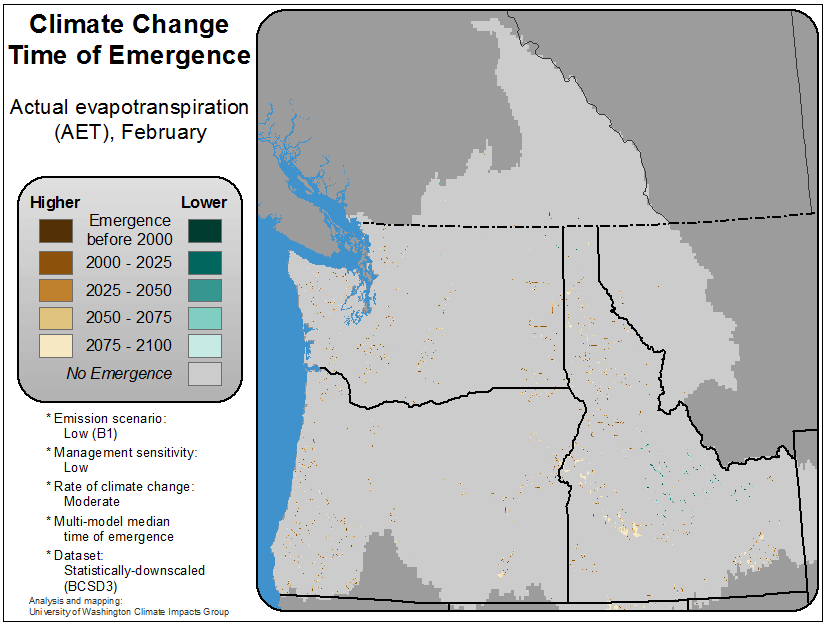 Climate Change
Time of Emergence
Actual evapotranspiration
(AET), February
Higher Lower
Emergence
before 2000
2000 - 2025
2025 - 2050
2050 - 2075
2075 - 2100
No Emergence
* Emission scenario:
Low (B1)
* Management sensitivity:
Low
* Rate of climate change:
Moderate
* Multi-model median
time of emergence
* Dataset:
Statistically-downscaled
(BCSD3)
Analysis and mapping:
University of Washington Climate Impacts Group